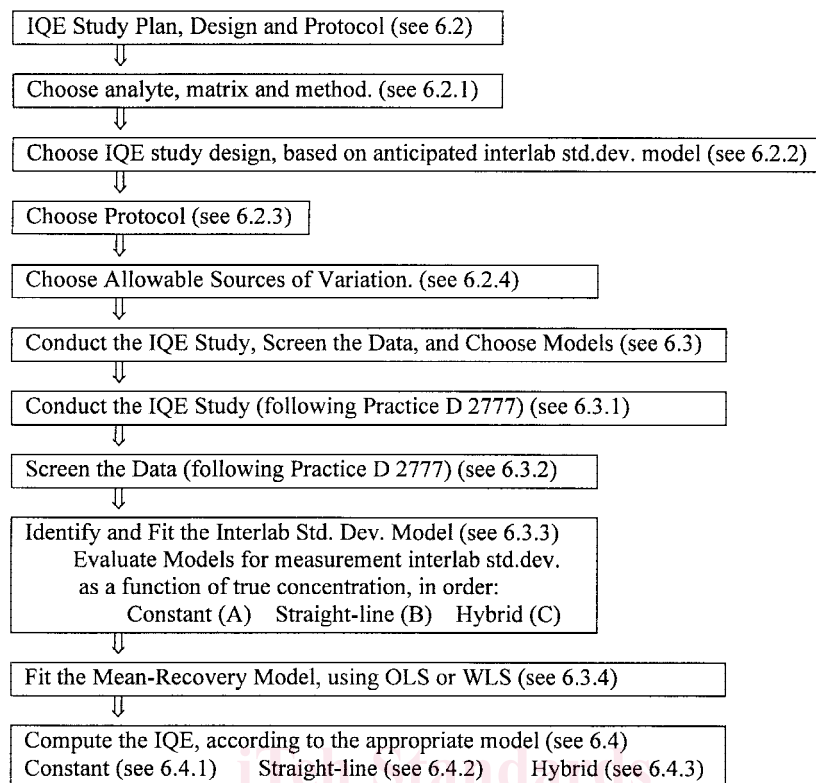 IQE Study Plan, Design and Protocol (see 6.2)
⇓
Choose analyte, matrix and method. (see 6.2.1)
⇓
Choose IQE study design, based on anticipated interlab std.dev. model (see 6.2.2)
⇓
Choose Protocol (see 6.2.3)
⇓
Choose Allowable Sources of Variation. (see 6.2.4)
⇓
Conduct the IQE Study, Screen the Data, and Choose Models (see 6.3)
⇓
Conduct the IQE Study (following Practice D 2777) (see 6.3.1)
⇓
Screen the Data (following Practice D 2777) (see 6.3.2)
⇓
Identify and Fit the Interlab Std. Dev. Model (see 6.3.3)
Evaluate Models for measurement interlab std.dev.
as a function of true concentration, in order:
Constant (A) Straight-line (B) Hybrid (C)
⇓
Fit the Mean-Recovery Model, using OLS or WLS (see 6.3.4)
⇓
Compute the IQE, according to the appropriate model (see 6.4)
Constant (see 6.4.1) Straight-line (see 6.4.2) Hybrid (see 6.4.3)
iTeh Standards